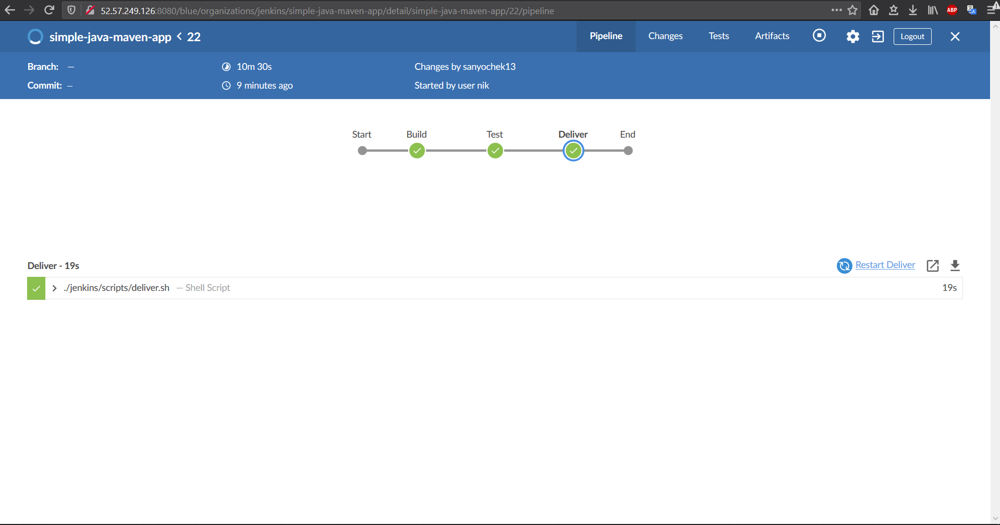 52.57.249.126:8080/blue/organizations/jenkins/simple-java-maven-app/detail/simple-java-maven-app/22/pipeline
ABP
simple-java-maven-app < 22
Pipeline Changes Tests Artifacts Logout
Branch: — 10m 30s Changes by sanyochek13
Commit: – 9 minutes ago Started by user nik
Start Build Test Deliver End
Deliver - 19s Restart Deliver
./jenkins/scripts/deliver.sh — Shell Script 19s